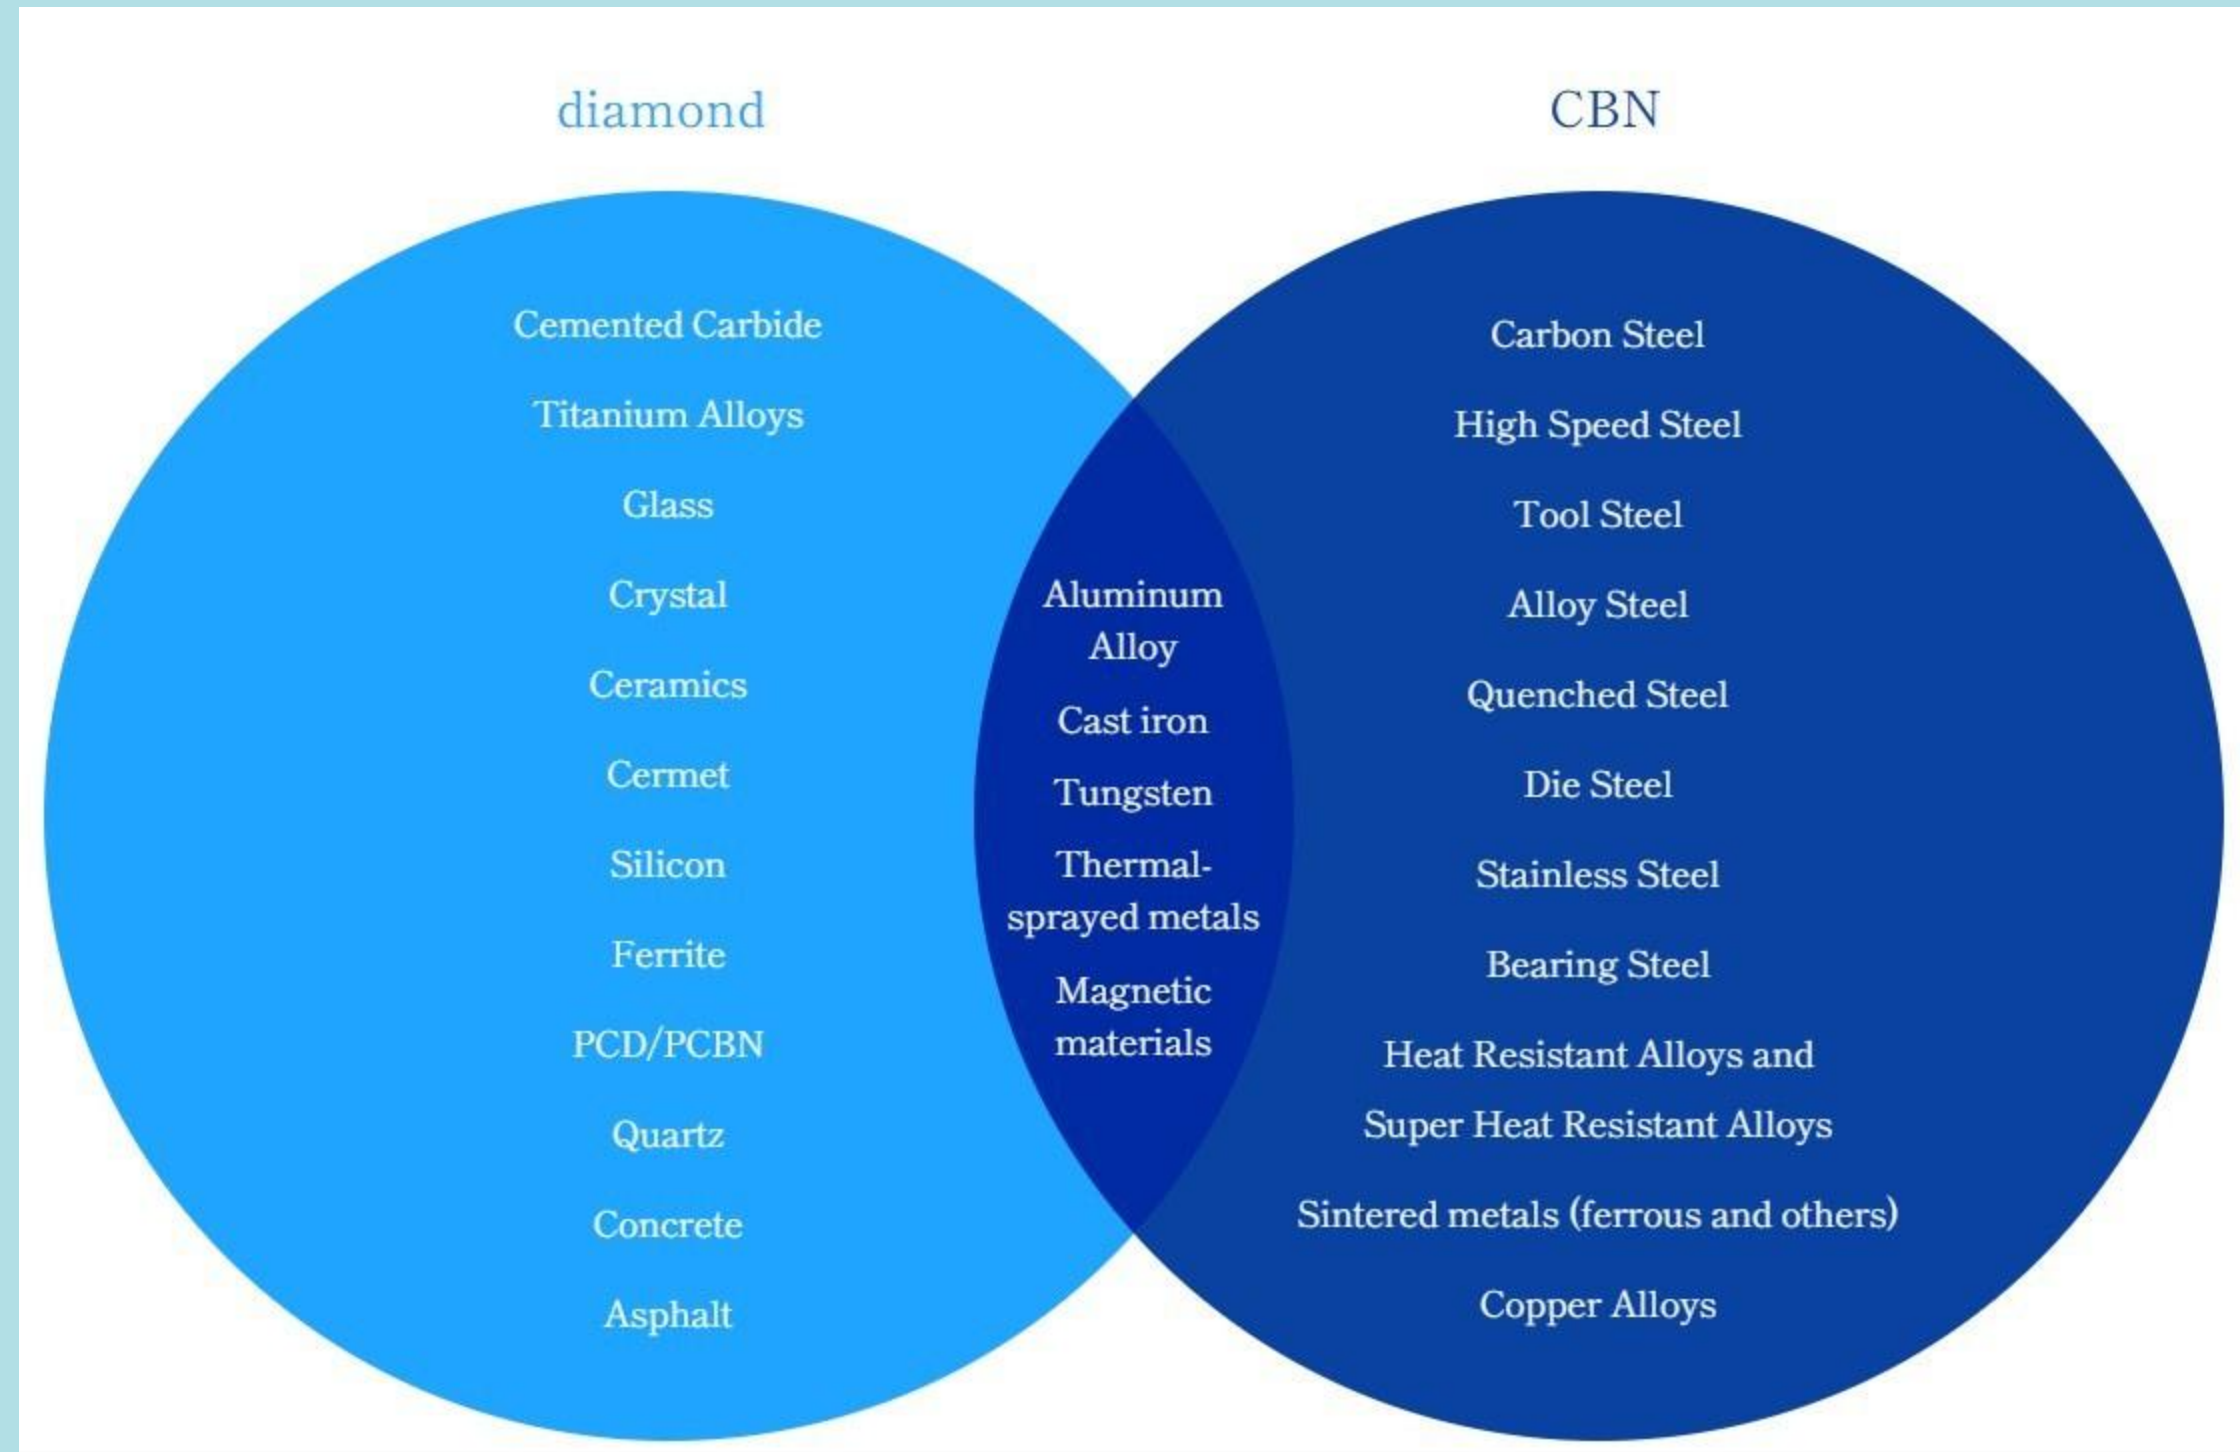 diamond
CBN
Cemented Carbide
Titanium Alloys
Glass
Crystal
Ceramics
Cermet
Silicon
Ferrite
PCD/PCBN
Quartz
Concrete
Asphalt
Aluminum
Alloy
Cast iron
Tungsten
Thermal-
sprayed metals
Magnetic
materials
Carbon Steel
High Speed Steel
Tool Steel
Alloy Steel
Quenched Steel
Die Steel
Stainless Steel
Bearing Steel
Heat Resistant Alloys and
Super Heat Resistant Alloys
Sintered metals (ferrous and others)
Copper Alloys